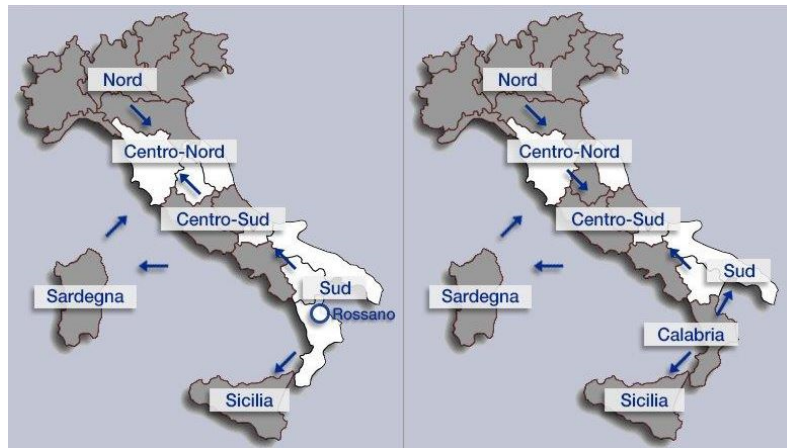 Nord
Centro-Nord
Centro-Sud
Sud
Rossano
Sardegna
Sicilia
Nord
Centro-Nord
Centro-Sud
Sud
Sardegna
Calabria
Sicilia